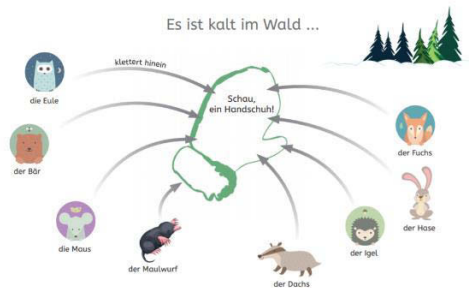 Es ist kalt im Wald ...
klettert hinein
die Eule
Schau,
ein Handschuh!
der Bär
der Fuchs
die Maus
der Hase
der Maulwurf
der Igel
der Dachs